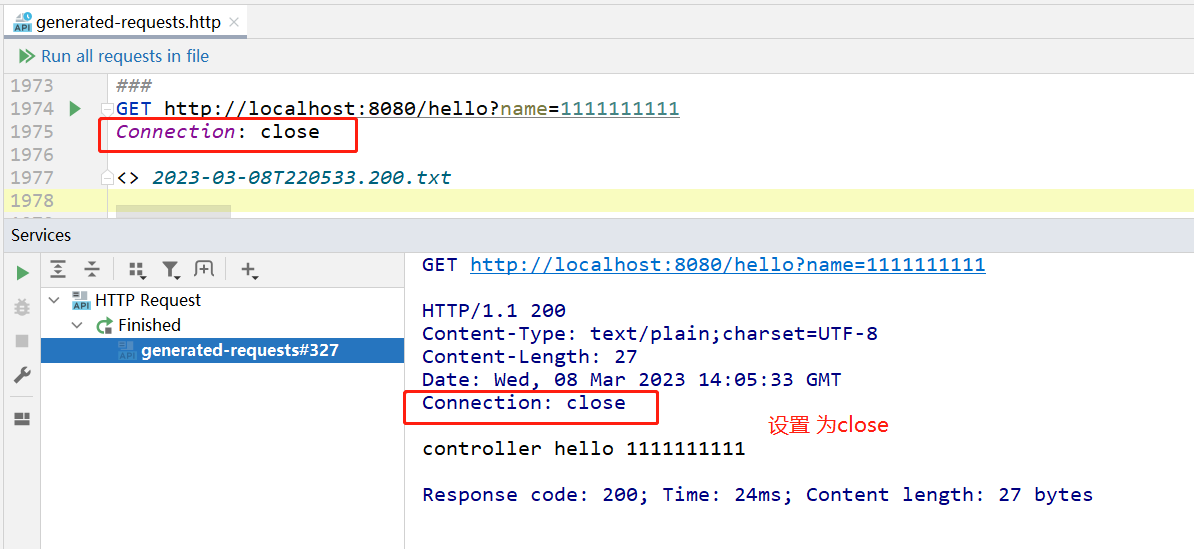 generated-requests.http
Run all requests in file
1973 ###
1974 GET http://localhost:8080/hello?name=1111111111
1975 Connection: close
1976
1977 <> 2023-03-08T220533.200.txt
1978
Services
HTTP Request
Finished
generated-requests#327
GET http://localhost:8080/hello?name=1111111111
HTTP/1.1 200
Content-Type: text/plain;charset=UTF-8
Content-Length: 27
Date: Wed, 08 Mar 2023 14:05:33 GMT
Connection: close
设置 为close
controller hello 1111111111
Response code: 200; Time: 24ms; Content length: 27 bytes